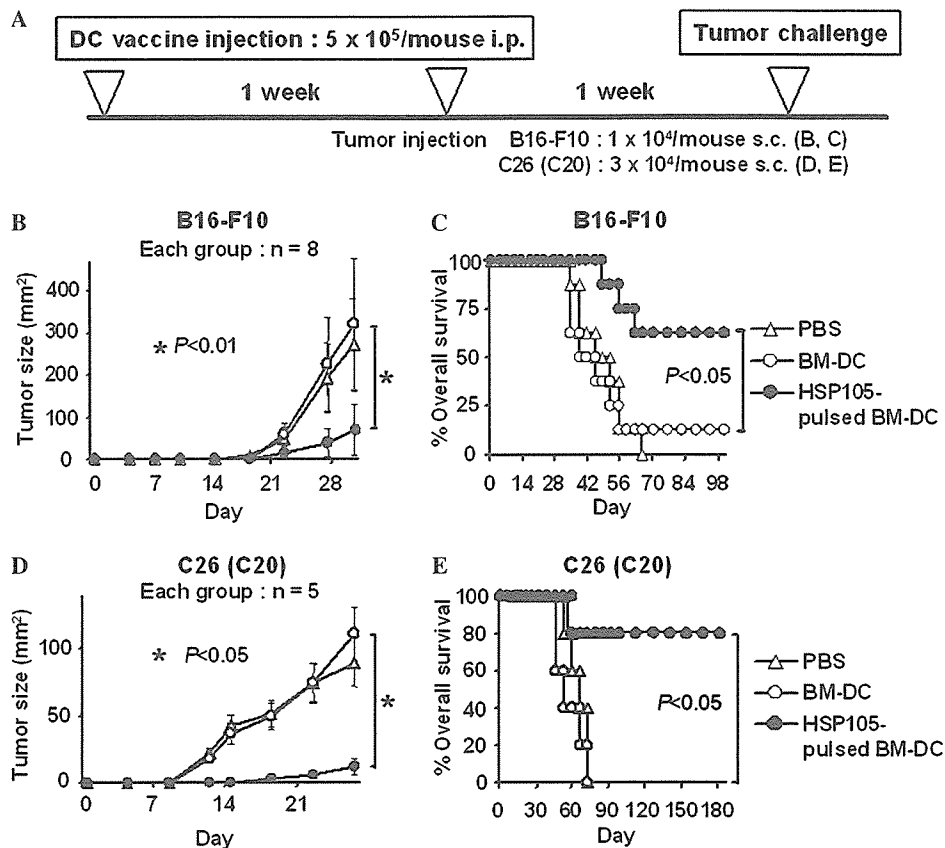 A
DC vaccine injection : 5 x 10⁵/mouse i.p.
Tumor challenge
1 week
1 week
Tumor injection B16-F10 : 1 x 10⁴/mouse s.c. (B, C)
C26 (C20) : 3 x 10⁴/mouse s.c. (D, E)
B
B16-F10
Each group : n = 8
Tumor size (mm²)
400
300
200
100
0
* P<0.01
*
0 7 14 21 28
Day
C
B16-F10
% Overall survival
100
75
50
25
0
P<0.05
0 14 28 42 56 70 84 98
Day
PBS
BM-DC
HSP105-
pulsed BM-DC
D
C26 (C20)
Each group : n = 5
Tumor size (mm²)
100
50
0
* P<0.05
*
0 7 14 21
Day
E
C26 (C20)
% Overall survival
100
80
60
40
20
0
P<0.05
0 30 60 90 120 150 180
Day
PBS
BM-DC
HSP105-
pulsed BM-DC